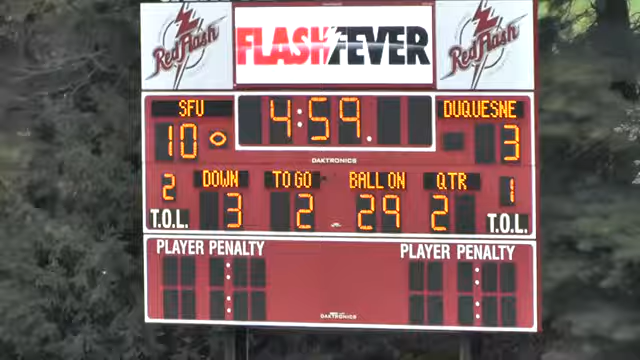 Red Flash
FLASH FEVER
Red Flash
SFU 4:59. DUQUESNE
10 3
DAKTRONICS
2 DOWN TO GO BALL ON QTR 1
T.O.L. 3 2 29 2 T.O.L.
PLAYER PENALTY PLAYER PENALTY
DAKTRONICS